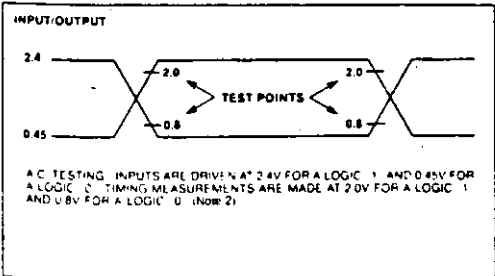 INPUT/OUTPUT
2.4
2.0
2.0
TEST POINTS
0.8
0.8
0.45
A.C. TESTING INPUTS ARE DRIVEN AT 2.4V FOR A LOGIC 1 AND 0.45V FOR
A LOGIC 0 TIMING MEASUREMENTS ARE MADE AT 2.0V FOR A LOGIC 1
AND 0.8V FOR A LOGIC 0 (Note 2)